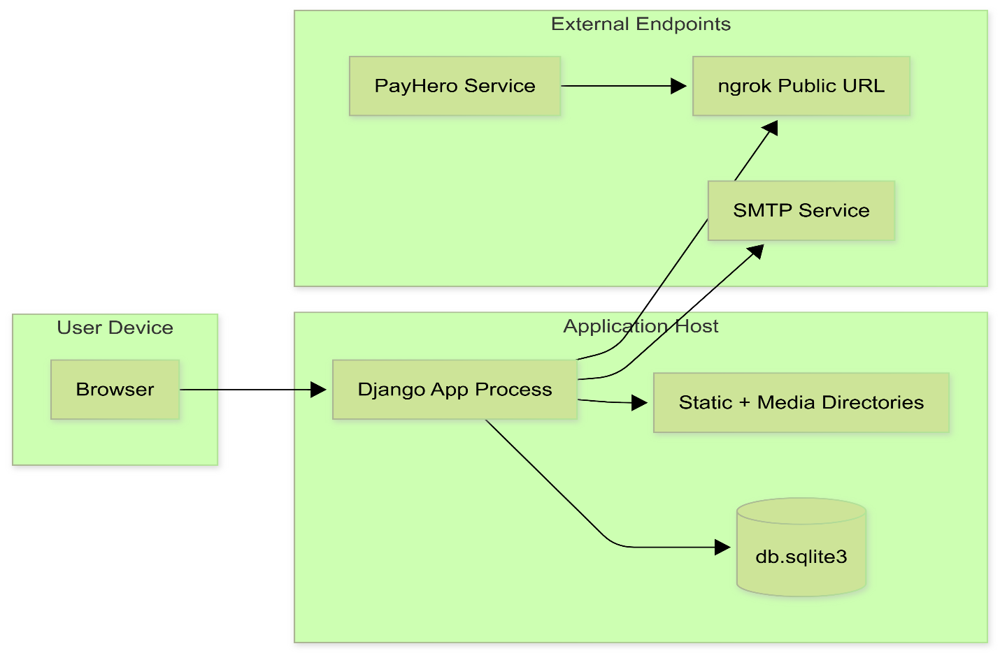 External Endpoints
PayHero Service
ngrok Public URL
SMTP Service
User Device
Browser
Application Host
Django App Process
Static + Media Directories
db.sqlite3